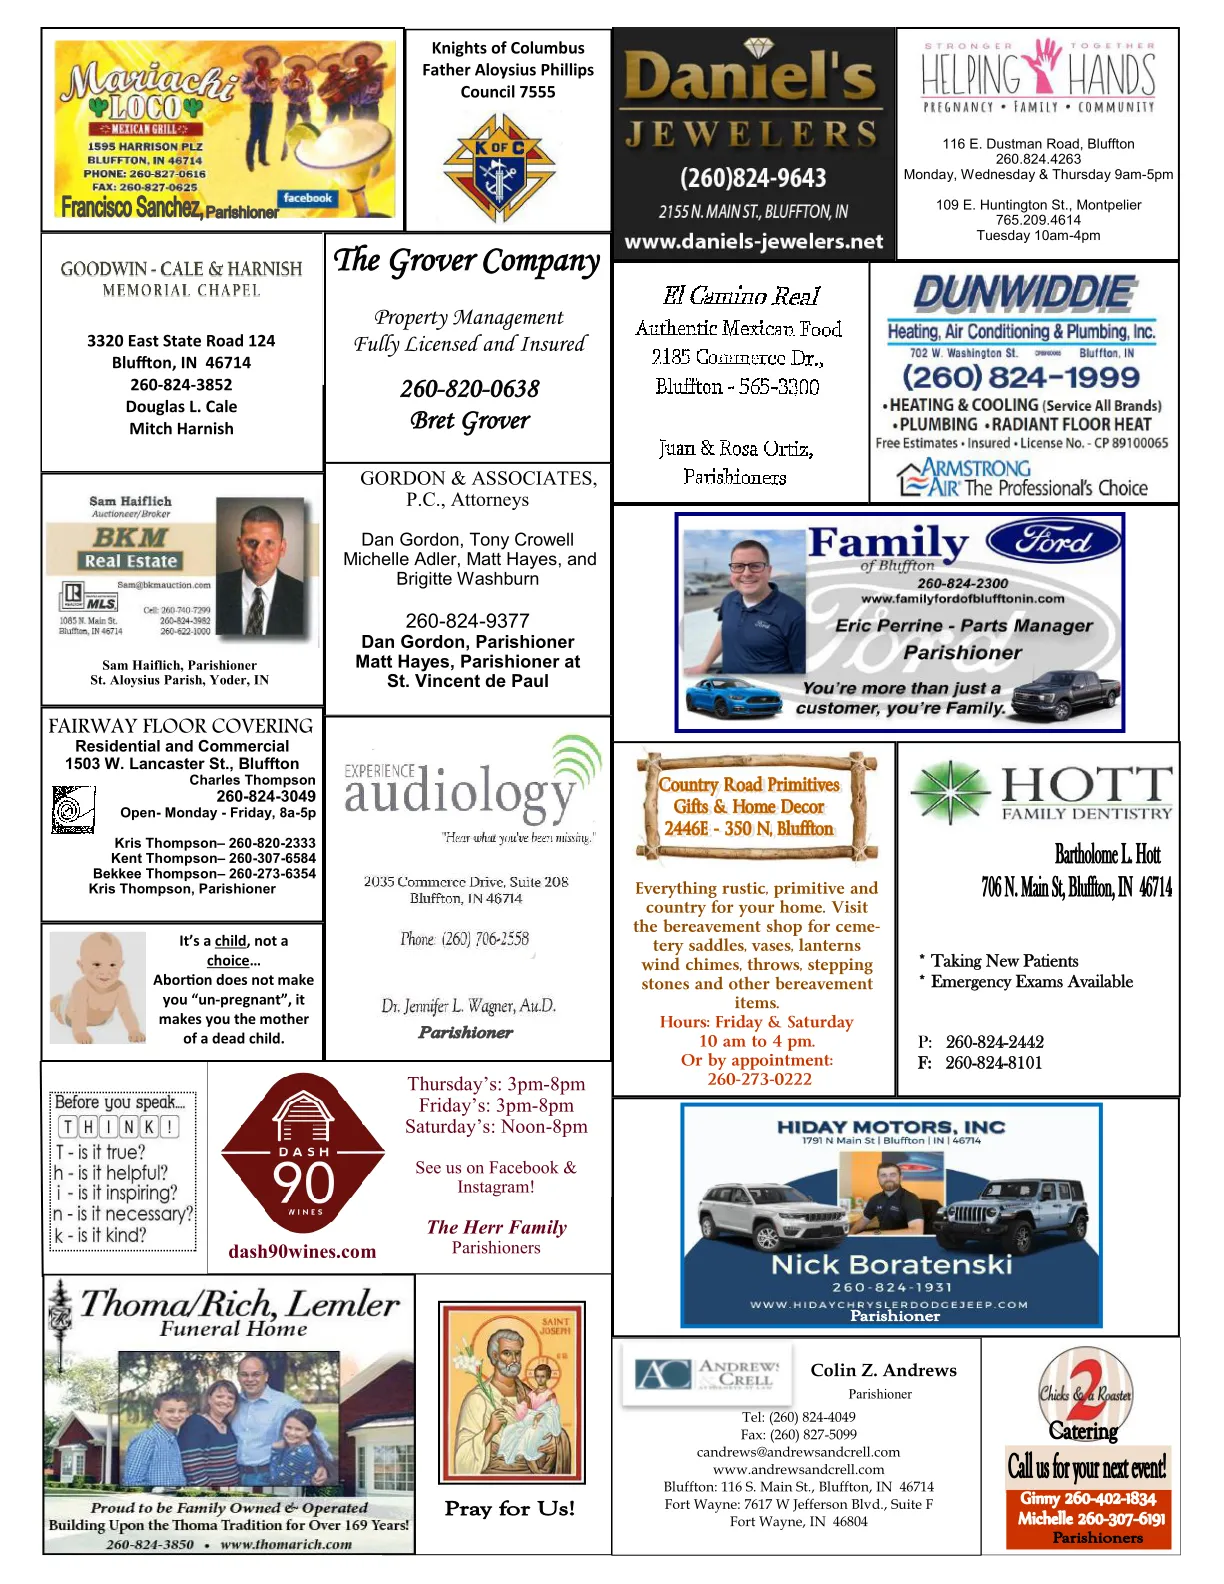 Mariachi
LOCO
MEXICAN GRILL
1595 HARRISON PLZ
BLUFFTON, IN 46714
PHONE: 260-827-0616
FAX: 260-827-0625
facebook
Francisco Sanchez, Parishioner
Knights of Columbus
Father Aloysius Phillips
Council 7555
K OF C
Daniel's
JEWELERS
(260)824-9643
2155 N. MAIN ST., BLUFFTON, IN
www.daniels-jewelers.net
STRONGER TOGETHER
HELPING HANDS
PREGNANCY • FAMILY • COMMUNITY
116 E. Dustman Road, Bluffton
260.824.4263
Monday, Wednesday & Thursday 9am-5pm
109 E. Huntington St., Montpelier
765.209.4614
Tuesday 10am-4pm
GOODWIN - CALE & HARNISH
MEMORIAL CHAPEL
3320 East State Road 124
Bluffton, IN 46714
260-824-3852
Douglas L. Cale
Mitch Harnish
The Grover Company
Property Management
Fully Licensed and Insured
260-820-0638
Bret Grover
El Camino Real
Authentic Mexican Food
2185 Commerce Dr.,
Bluffton - 565-3300
Juan & Rosa Ortiz,
Parishioners
DUNWIDDIE
Heating, Air Conditioning & Plumbing, Inc.
702 W. Washington St. Bluffton, IN
(260) 824-1999
• HEATING & COOLING (Service All Brands)
• PLUMBING • RADIANT FLOOR HEAT
Free Estimates • Insured • License No. - CP 89100065
ARMSTRONG
AIR The Professional's Choice
Sam Haiflich
Auctioneer/Broker
BKM
Real Estate
Sam@bkmauction.com
R MLS
Cell: 260-740-7299
1085 N. Main St. 260-824-3982
Bluffton, IN 46714 260-622-1000
Sam Haiflich, Parishioner
St. Aloysius Parish, Yoder, IN
GORDON & ASSOCIATES,
P.C., Attorneys
Dan Gordon, Tony Crowell
Michelle Adler, Matt Hayes, and
Brigitte Washburn
260-824-9377
Dan Gordon, Parishioner
Matt Hayes, Parishioner at
St. Vincent de Paul
Family Ford
of Bluffton
260-824-2300
www.familyfordofblufftonin.com
Eric Perrine - Parts Manager
Parishioner
You're more than just a
customer, you're Family.
FAIRWAY FLOOR COVERING
Residential and Commercial
1503 W. Lancaster St., Bluffton
Charles Thompson
260-824-3049
Open- Monday - Friday, 8a-5p
Kris Thompson– 260-820-2333
Kent Thompson– 260-307-6584
Bekkee Thompson– 260-273-6354
Kris Thompson, Parishioner
EXPERIENCE
audiology
"Hear what you've been missing."
2035 Commerce Drive, Suite 208
Bluffton, IN 46714
Phone: (260) 706-2558
Dr. Jennifer L. Wagner, Au.D.
Parishioner
Country Road Primitives
Gifts & Home Decor
2446E - 350 N, Bluffton
Everything rustic, primitive and
country for your home. Visit
the bereavement shop for ceme-
tery saddles, vases, lanterns
wind chimes, throws, stepping
stones and other bereavement
items.
Hours: Friday & Saturday
10 am to 4 pm.
Or by appointment:
260-273-0222
HOTT
FAMILY DENTISTRY
Bartholome L. Hott
706 N. Main St, Bluffton, IN 46714
* Taking New Patients
* Emergency Exams Available
P: 260-824-2442
F: 260-824-8101
It's a child, not a
choice…
Abortion does not make
you "un-pregnant", it
makes you the mother
of a dead child.
Before you speak....
THINK!
T - is it true?
h - is it helpful?
i - is it inspiring?
n - is it necessary?
k - is it kind?
DASH
90
WINES
dash90wines.com
Thursday's: 3pm-8pm
Friday's: 3pm-8pm
Saturday's: Noon-8pm
See us on Facebook &
Instagram!
The Herr Family
Parishioners
HIDAY MOTORS, INC
1791 N Main St | Bluffton | IN | 46714
Nick Boratenski
260-824-1931
WWW.HIDAYCHRYSLERDODGEJEEP.COM
Parishioner
Thoma/Rich, Lemler
Funeral Home
Proud to be Family Owned & Operated
Building Upon the Thoma Tradition for Over 169 Years!
260-824-3850 • www.thomarich.com
SAINT
JOSEPH
Pray for Us!
AC ANDREWS
& CRELL
ATTORNEYS AT LAW
Colin Z. Andrews
Parishioner
Tel: (260) 824-4049
Fax: (260) 827-5099
candrews@andrewsandcrell.com
www.andrewsandcrell.com
Bluffton: 116 S. Main St., Bluffton, IN 46714
Fort Wayne: 7617 W Jefferson Blvd., Suite F
Fort Wayne, IN 46804
2
Chicks & a Roaster
Catering
Call us for your next event!
Ginny 260-402-1834
Michelle 260-307-6191
Parishioners